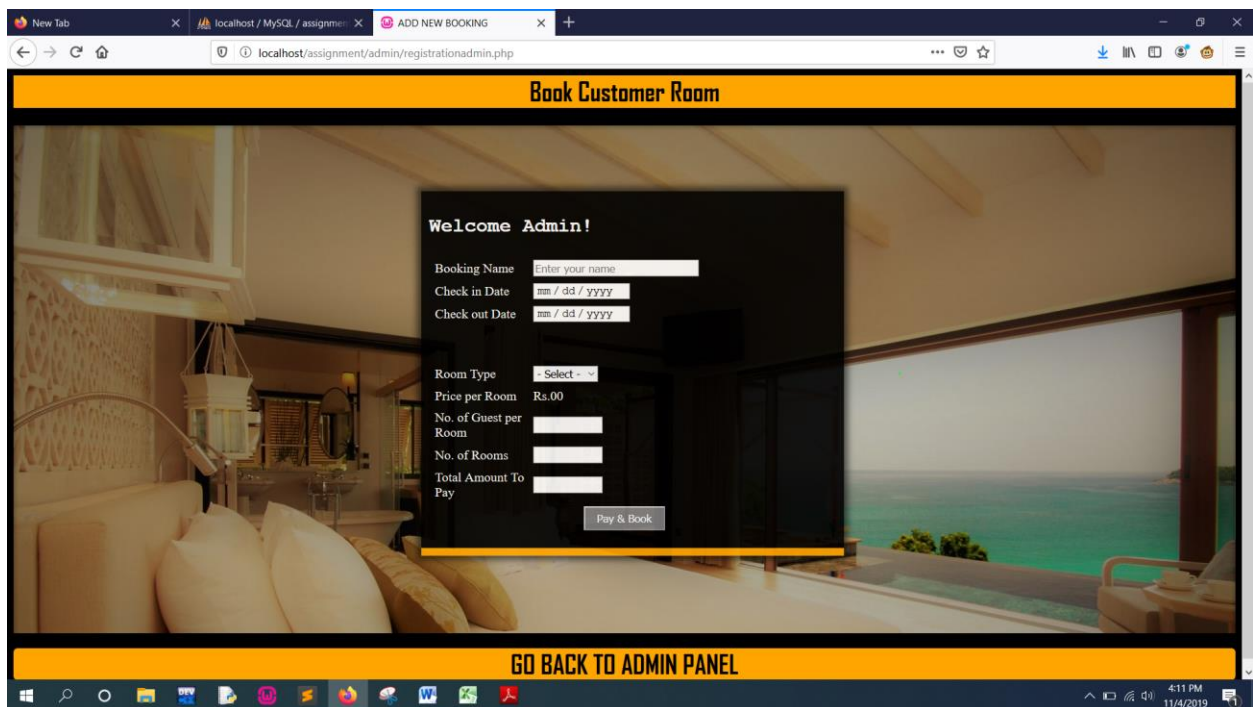 New Tab
localhost / MySQL / assignmen
ADD NEW BOOKING
localhost/assignment/admin/registrationadmin.php
Book Customer Room
Welcome Admin!
Booking Name Enter your name
Check in Date mm / dd / yyyy
Check out Date mm / dd / yyyy
Room Type - Select -
Price per Room Rs.00
No. of Guest per
Room
No. of Rooms
Total Amount To
Pay
Pay & Book
GO BACK TO ADMIN PANEL
DEV
4:11 PM
11/4/2019